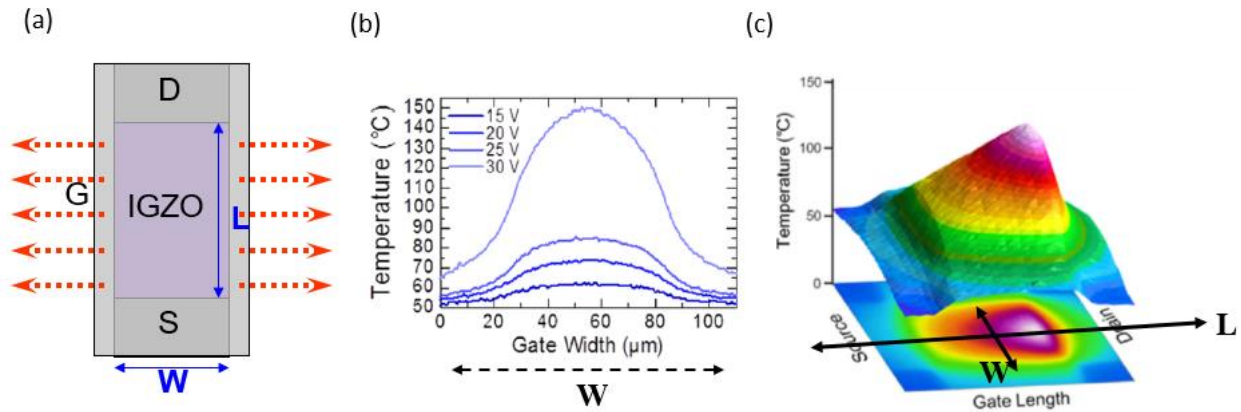 (a)
D
G
IGZO
L
S
W
(b)
Temperature (°C)
150
140
130
120
110
100
90
80
70
60
50
15 V
20 V
25 V
30 V
0 20 40 60 80 100
Gate Width (μm)
W
(c)
Temperature (°C)
150
100
50
0
Source
Drain
L
W
Gate Length